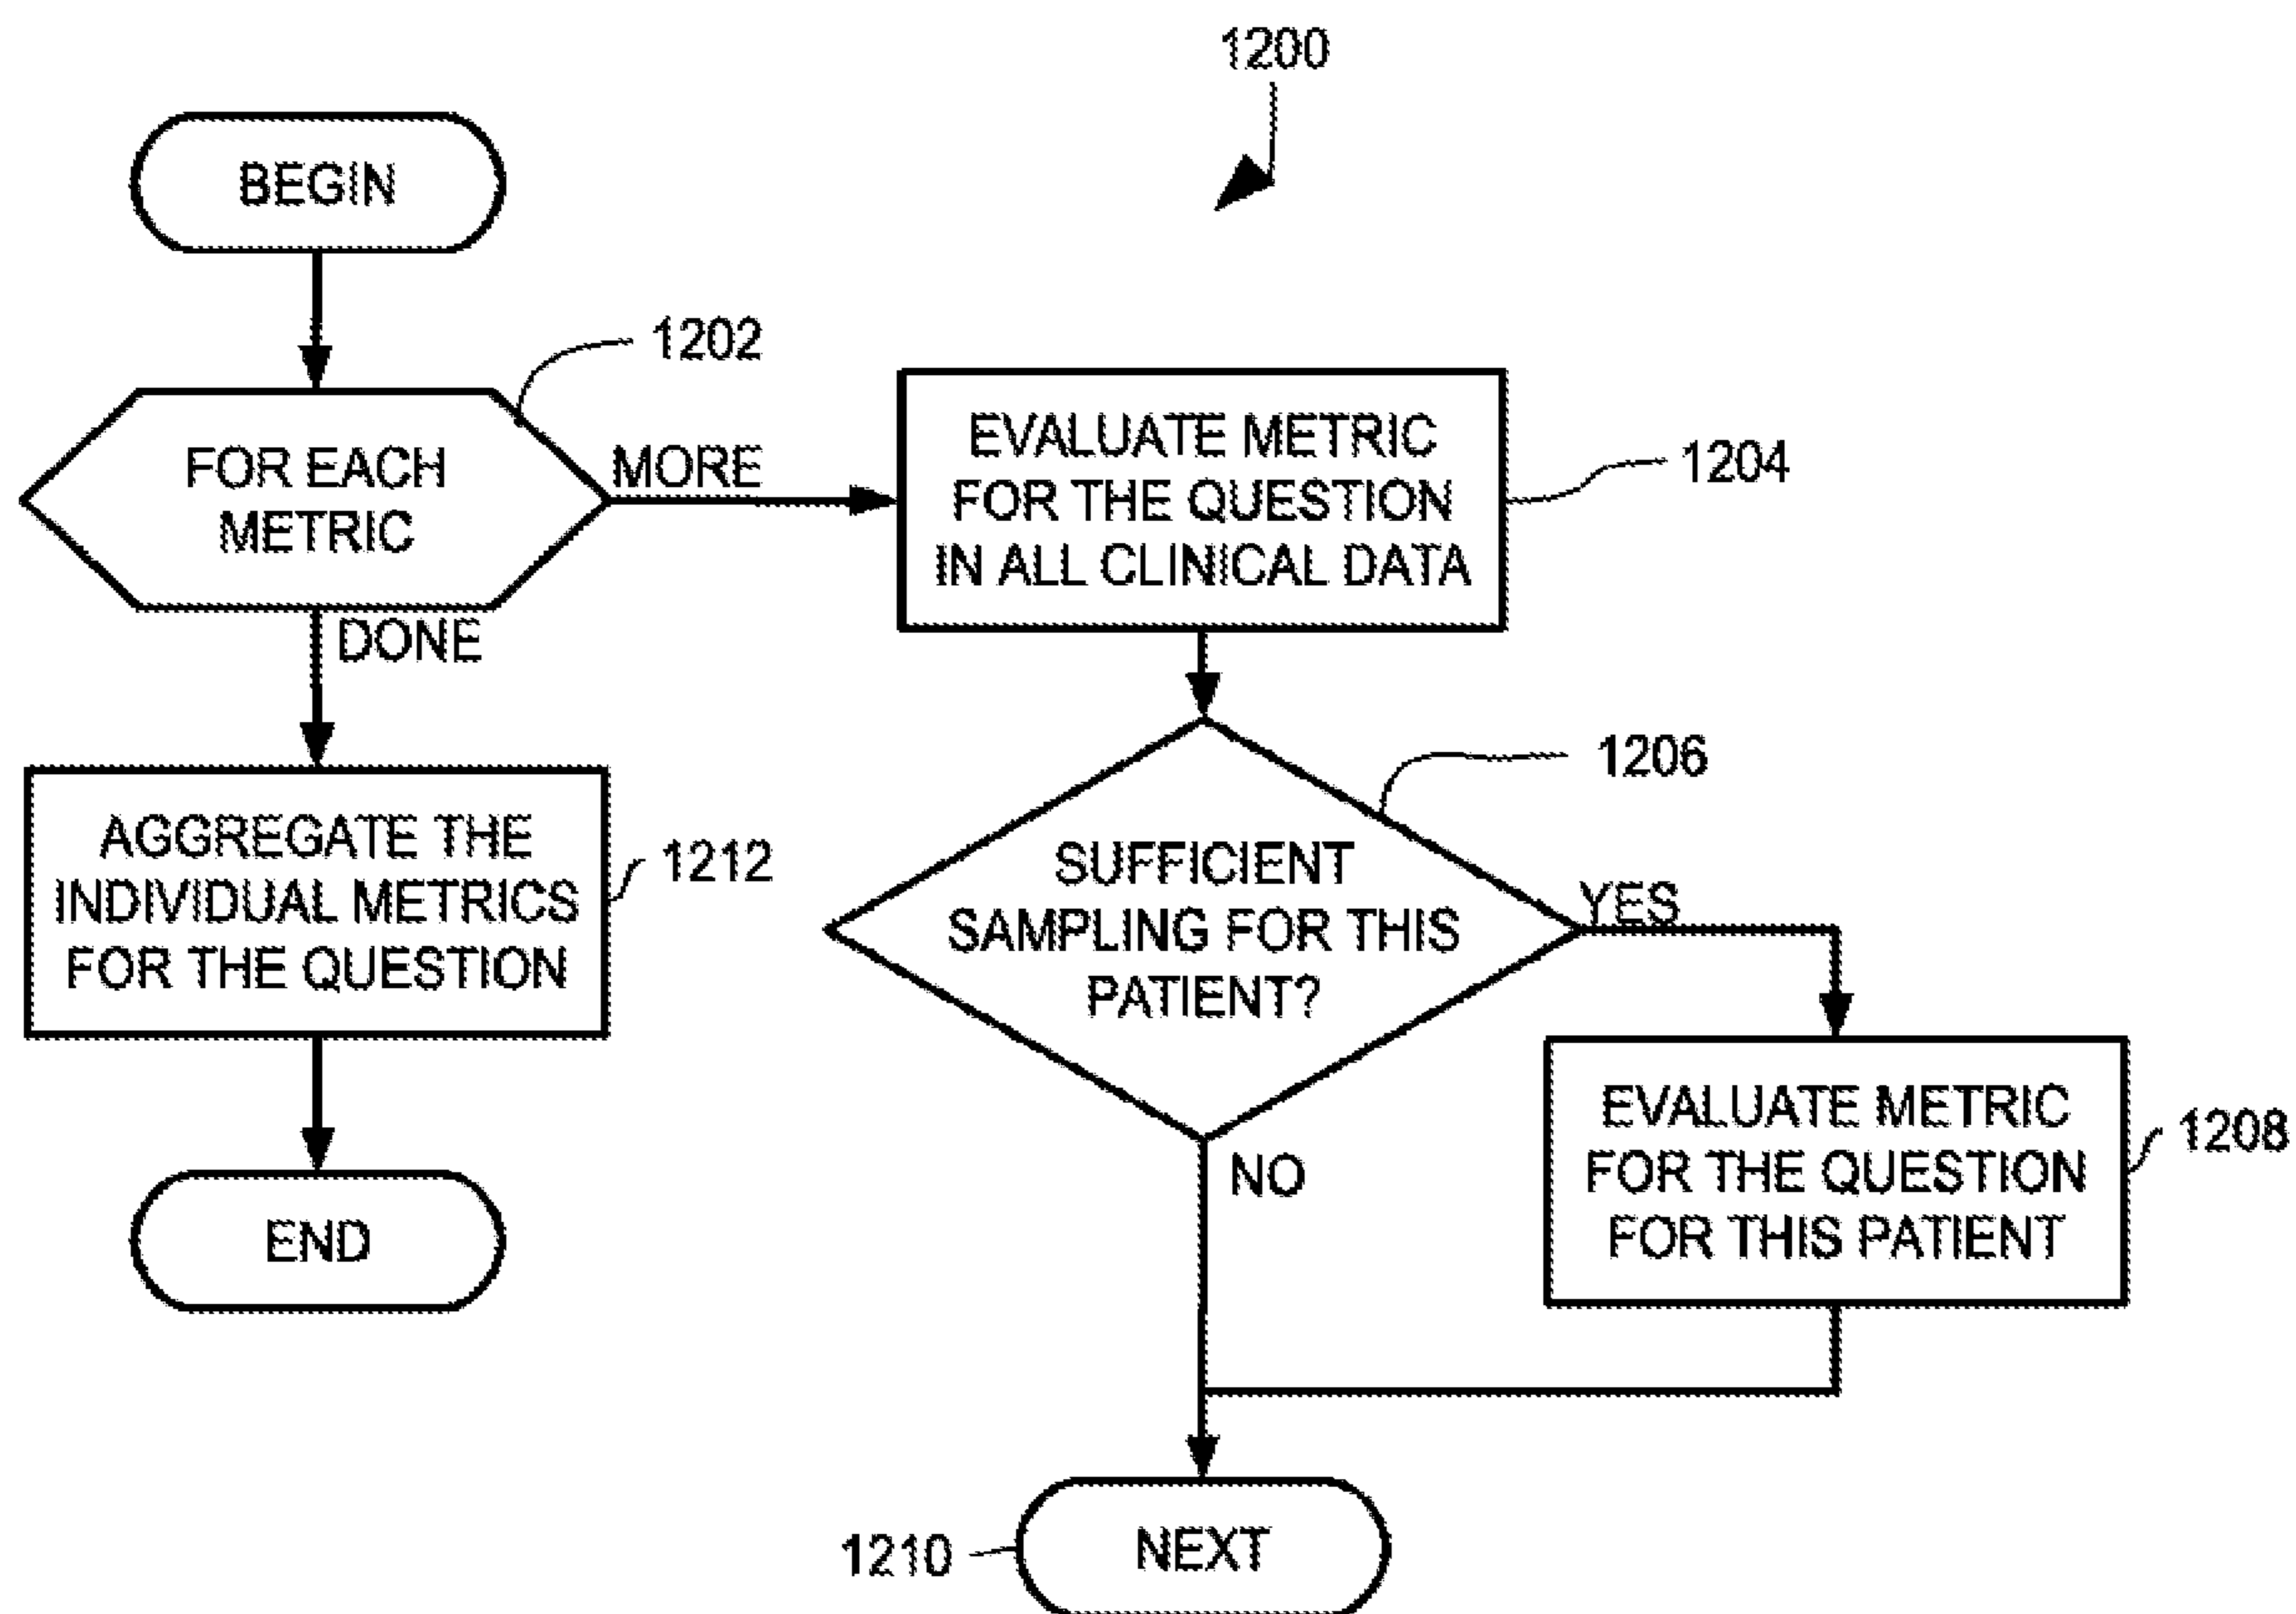 1200
BEGIN
1202
FOR EACH
METRIC
MORE
DONE
EVALUATE METRIC
FOR THE QUESTION
IN ALL CLINICAL DATA
1204
AGGREGATE THE
INDIVIDUAL METRICS
FOR THE QUESTION
1212
END
SUFFICIENT
SAMPLING FOR THIS
PATIENT?
1206
YES
NO
EVALUATE METRIC
FOR THE QUESTION
FOR THIS PATIENT
1208
1210
NEXT